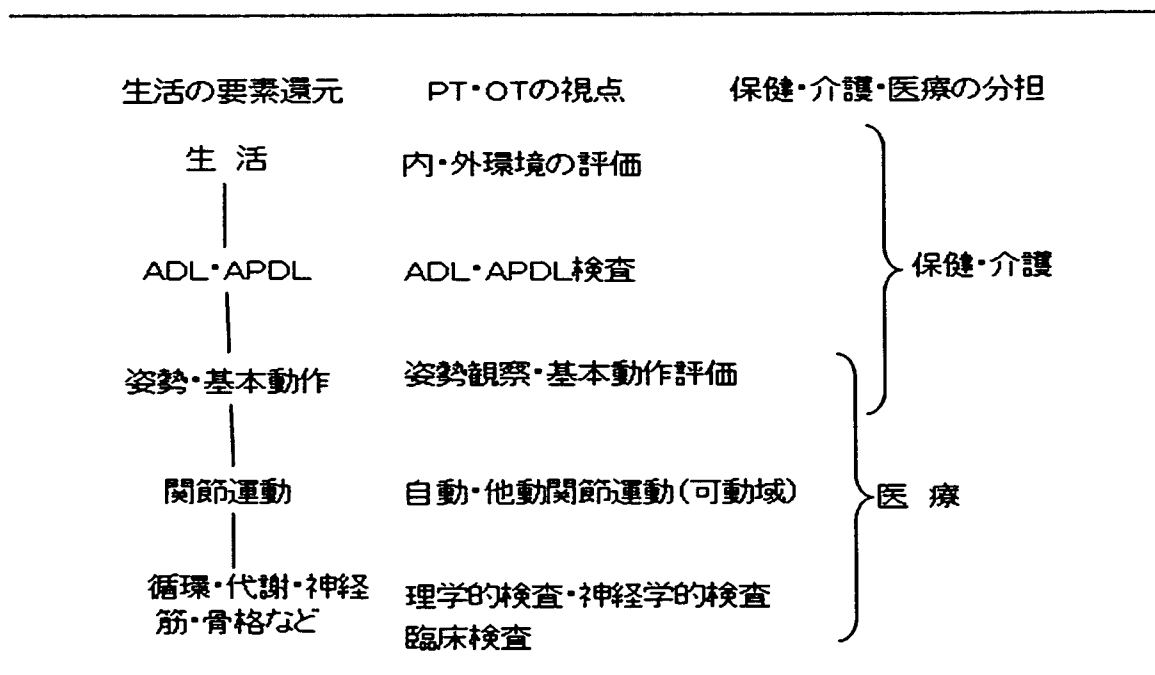 生活の要素還元 PT・OTの視点 保健・介護・医療の分担
生 活 内・外環境の評価
ADL・APDL ADL・APDL検査 保健・介護
姿勢・基本動作 姿勢観察・基本動作評価
関節運動 自動・他動関節運動(可動域) 医 療
循環・代謝・神経 理学的検査・神経学的検査
筋・骨格など 臨床検査